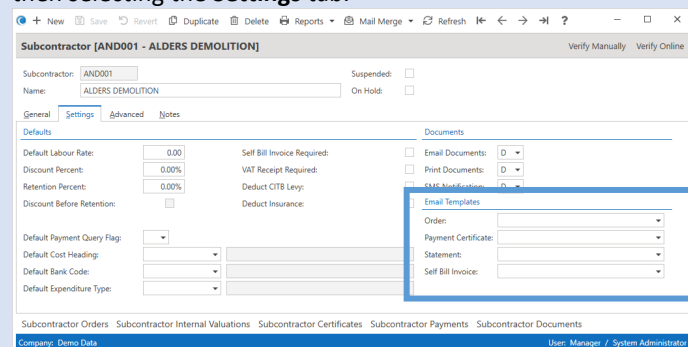 then selecting the Settings tab.
+ New Save Revert Duplicate Delete Reports Mail Merge Refresh ?
Subcontractor [AND001 - ALDERS DEMOLITION] Verify Manually Verify Online
Subcontractor: AND001 Suspended:
Name: ALDERS DEMOLITION On Hold:
General Settings Advanced Notes
Defaults Documents
Default Labour Rate: 0.00 Self Bill Invoice Required: Email Documents: D
Discount Percent: 0.00% VAT Receipt Required: Print Documents: D
Retention Percent: 0.00% Deduct CITB Levy: SMS Notification: D
Discount Before Retention: Deduct Insurance: Email Templates
Order:
Default Payment Query Flag: Payment Certificate:
Default Cost Heading: Statement:
Default Bank Code: Self Bill Invoice:
Default Expenditure Type:
Subcontractor Orders Subcontractor Internal Valuations Subcontractor Certificates Subcontractor Payments Subcontractor Documents
Company: Demo Data User: Manager / System Administrator